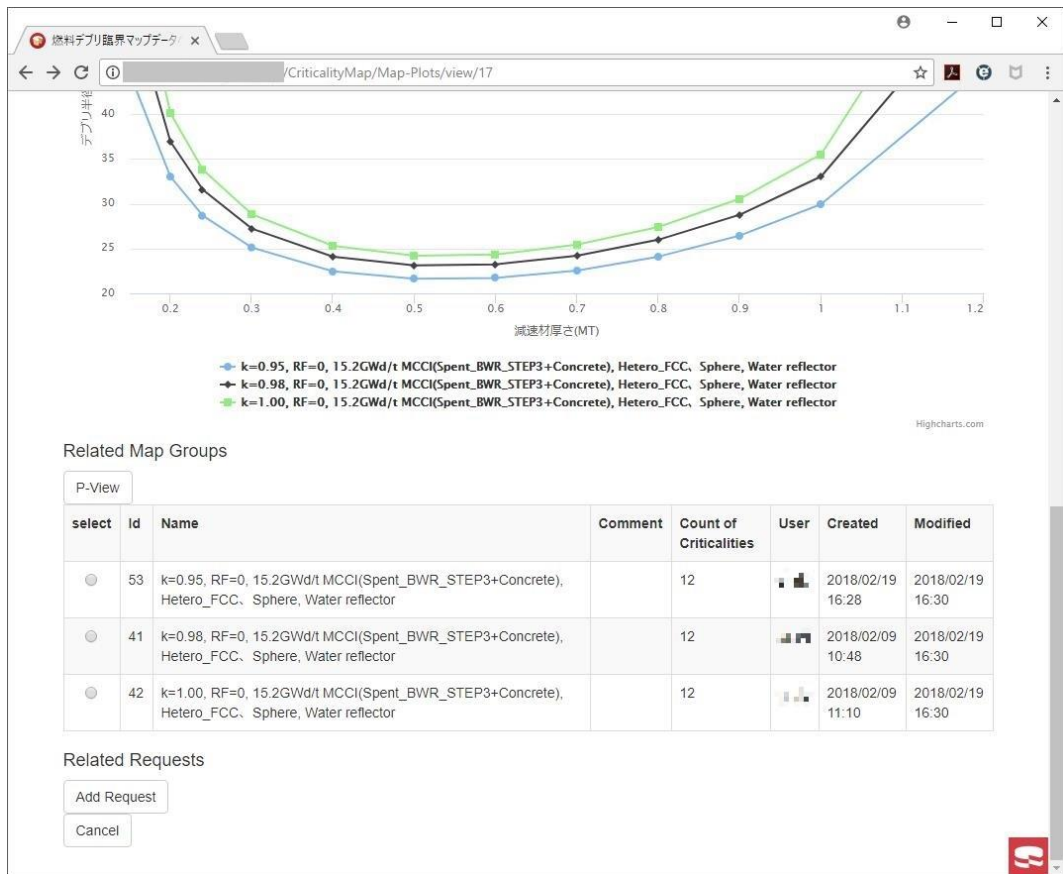 燃料デブリ臨界マップデータ
/CriticalityMap/Map-Plots/view/17
デブリ半径
40
35
30
25
20
0.2 0.3 0.4 0.5 0.6 0.7 0.8 0.9 1 1.1 1.2
減速材厚さ(MT)
k=0.95, RF=0, 15.2GWd/t MCCI(Spent_BWR_STEP3+Concrete), Hetero_FCC、Sphere, Water reflector
k=0.98, RF=0, 15.2GWd/t MCCI(Spent_BWR_STEP3+Concrete), Hetero_FCC、Sphere, Water reflector
k=1.00, RF=0, 15.2GWd/t MCCI(Spent_BWR_STEP3+Concrete), Hetero_FCC、Sphere, Water reflector
Highcharts.com
Related Map Groups
P-View
select Id Name Comment Count of Criticalities User Created Modified
53 k=0.95, RF=0, 15.2GWd/t MCCI(Spent_BWR_STEP3+Concrete), 12 2018/02/19 2018/02/19
Hetero_FCC、Sphere, Water reflector 16:28 16:30
41 k=0.98, RF=0, 15.2GWd/t MCCI(Spent_BWR_STEP3+Concrete), 12 2018/02/09 2018/02/19
Hetero_FCC、Sphere, Water reflector 10:48 16:30
42 k=1.00, RF=0, 15.2GWd/t MCCI(Spent_BWR_STEP3+Concrete), 12 2018/02/09 2018/02/19
Hetero_FCC、Sphere, Water reflector 11:10 16:30
Related Requests
Add Request
Cancel